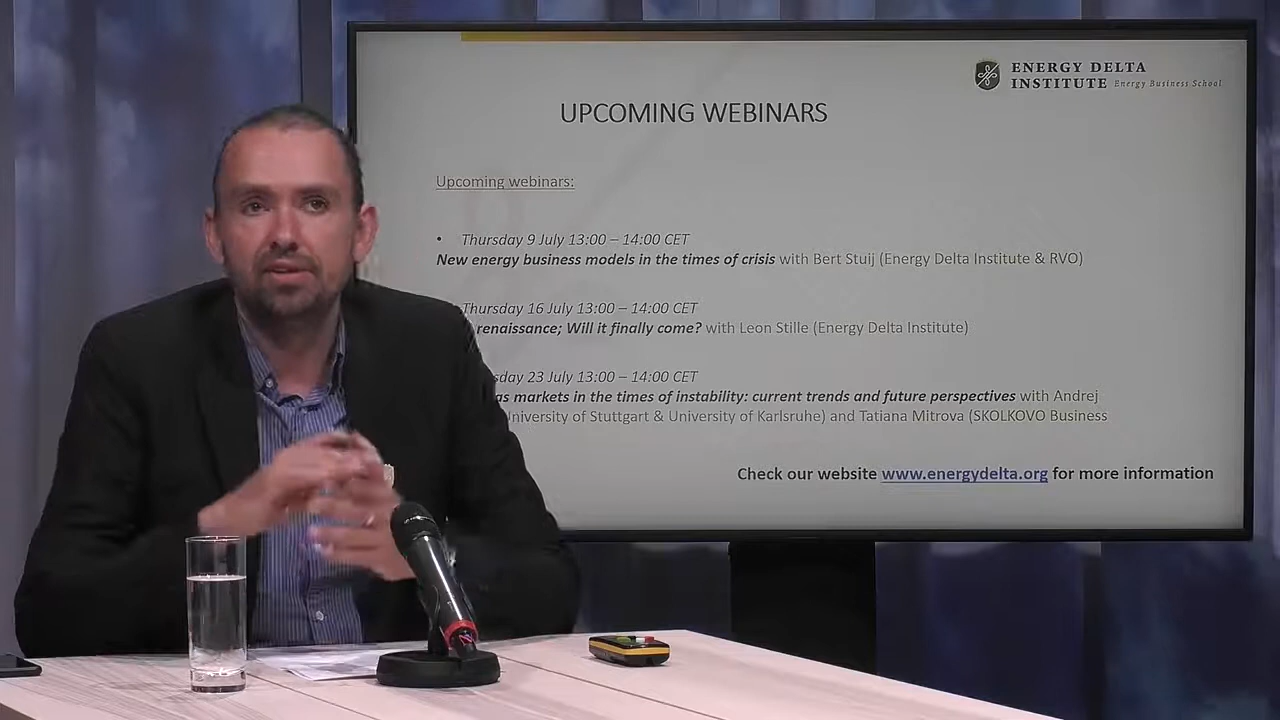 ENERGY DELTA
INSTITUTE Energy Business School
UPCOMING WEBINARS
Upcoming webinars:
• Thursday 9 July 13:00 – 14:00 CET
New energy business models in the times of crisis with Bert Stuij (Energy Delta Institute & RVO)
Thursday 16 July 13:00 – 14:00 CET
renaissance; Will it finally come? with Leon Stille (Energy Delta Institute)
sday 23 July 13:00 – 14:00 CET
as markets in the times of instability: current trends and future perspectives with Andrej
University of Stuttgart & University of Karlsruhe) and Tatiana Mitrova (SKOLKOVO Business
Check our website www.energydelta.org for more information